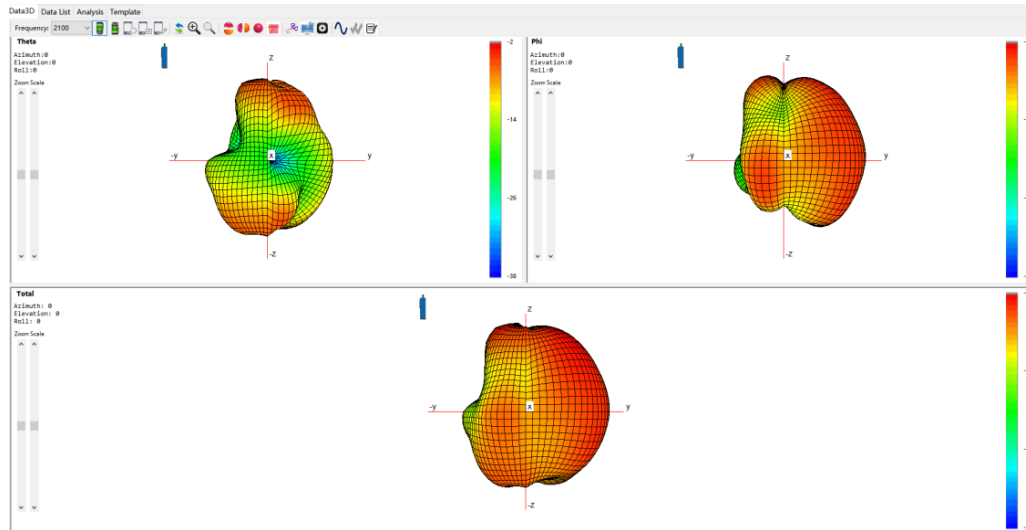 Data3D Data List Analysis Template
Frequency: 2100
Theta
Azimuth:0
Elevation:0
Roll:0
Zoom Scale
Z
-y
x
y
-Z
-2
-14
-26
-38
Phi
Azimuth:0
Elevation:0
Roll:0
Zoom Scale
Z
-y
x
y
-Z
Total
Azimuth: 0
Elevation: 0
Roll: 0
Zoom Scale
Z
-y
x
y
-Z